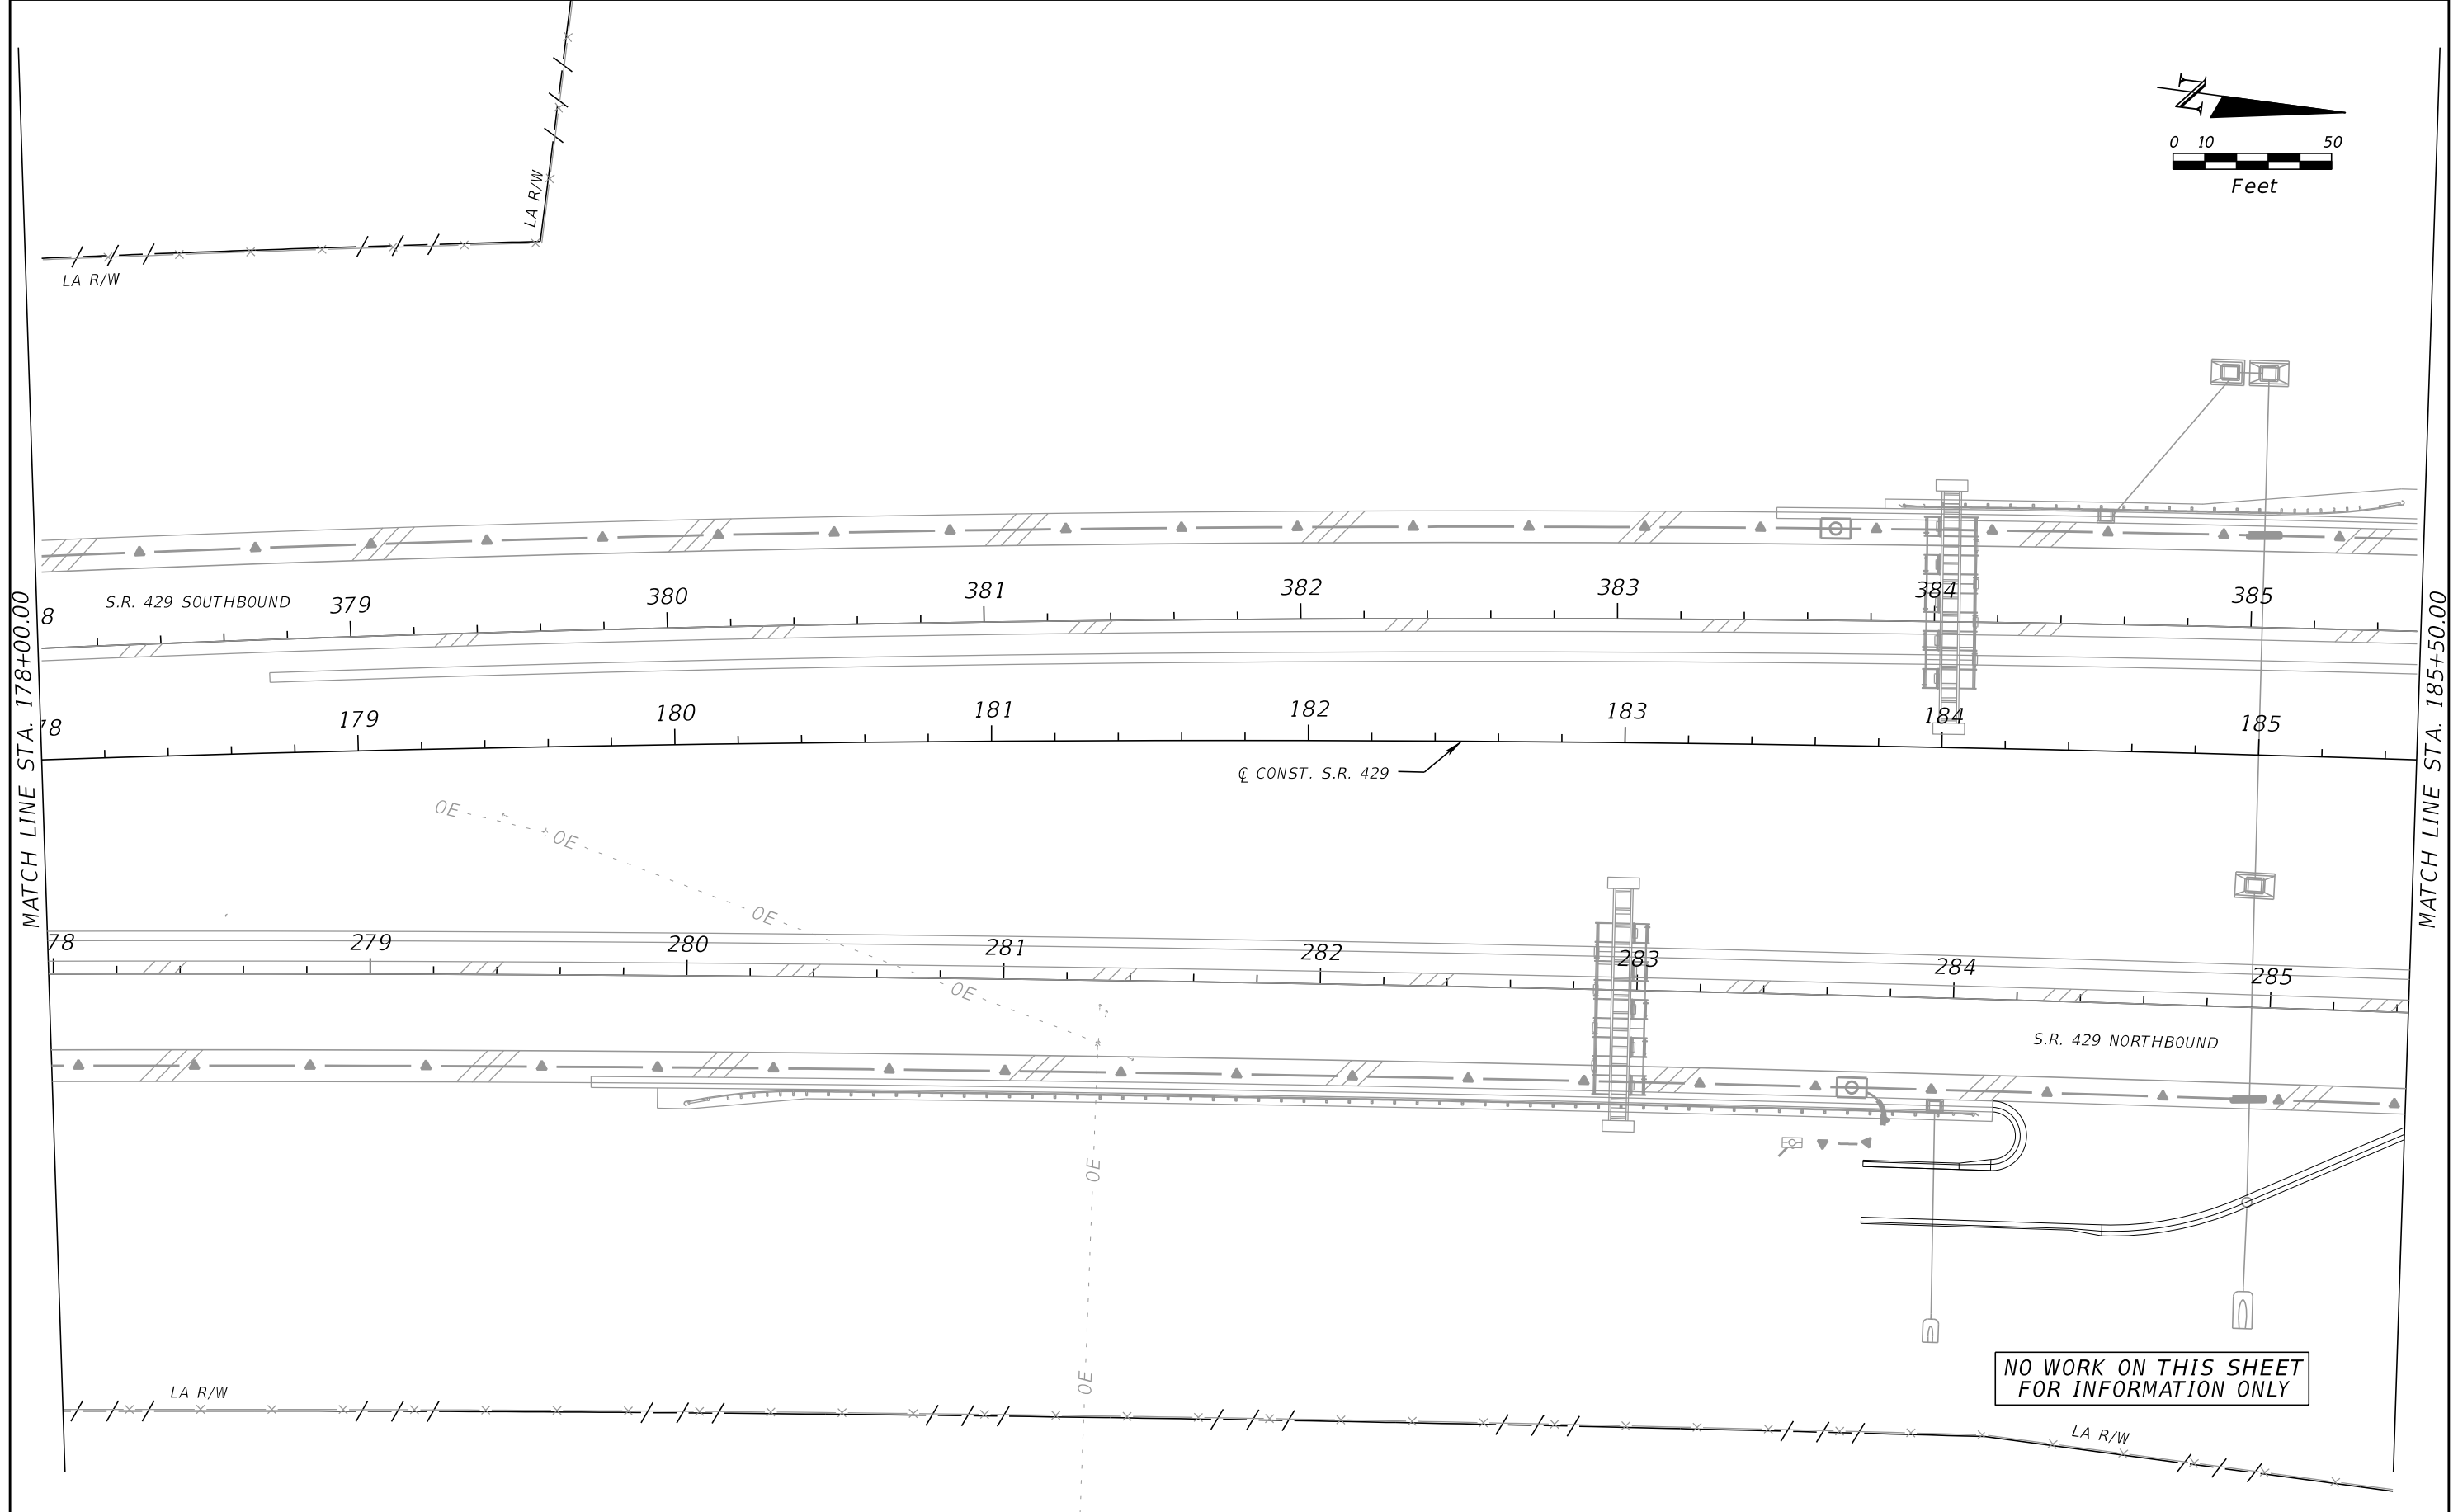 LA R/W
LA R/W
N
0 10 50
Feet
MATCH LINE STA. 178+00.00
MATCH LINE STA. 185+50.00
8 379 380 381 382 383 384 385
S.R. 429 SOUTHBOUND
78 179 180 181 182 183 184 185
℄ CONST. S.R. 429
OE
OE
OE
OE
78 279 280 281 282 283 284 285
S.R. 429 NORTHBOUND
OE
OE
NO WORK ON THIS SHEET
FOR INFORMATION ONLY
LA R/W
LA R/W